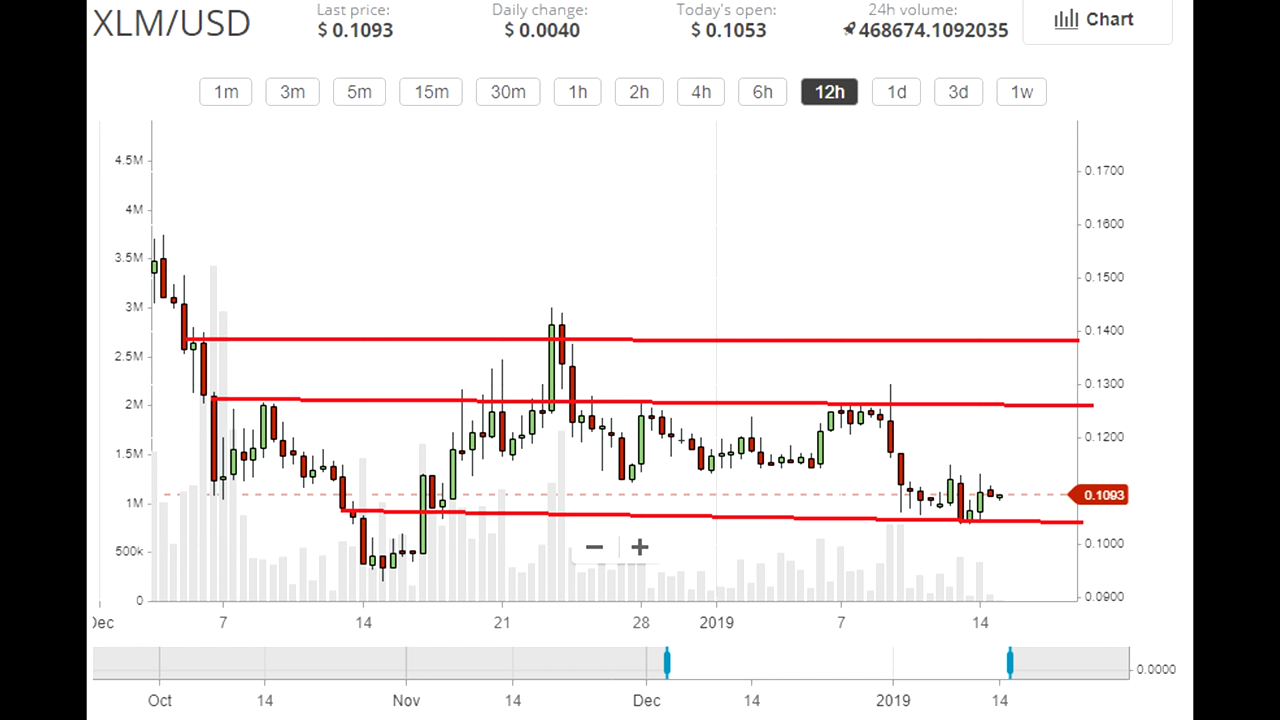 XLM/USD
Last price: Daily change: Today's open: 24h volume:
$ 0.1093 $ 0.0040 $ 0.1053 468674.1092035
Chart
1m 3m 5m 15m 30m 1h 2h 4h 6h 12h 1d 3d 1w
4.5M
4M
3.5M
3M
2.5M
2M
1.5M
1M
500k
0
0.1700
0.1600
0.1500
0.1400
0.1300
0.1200
0.1093
0.1000
0.0900
Dec 7 14 21 28 2019 7 14
0.0000
Oct 14 Nov 14 Dec 14 2019 14